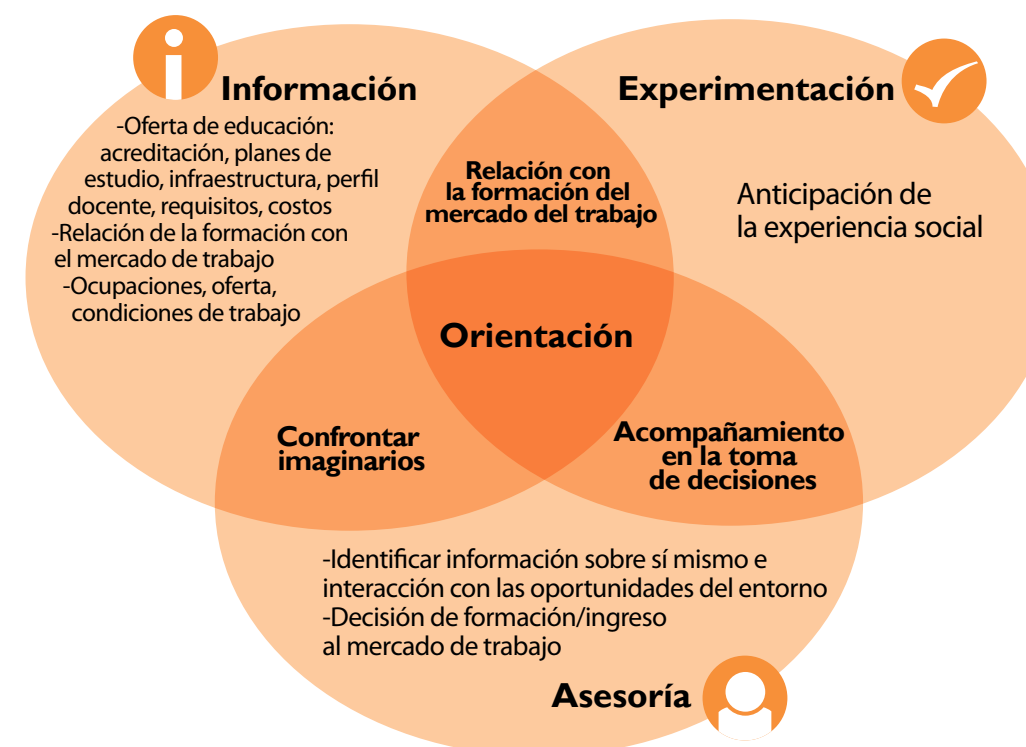 Información
-Oferta de educación:
acreditación, planes de
estudio, infraestructura, perfil
docente, requisitos, costos
-Relación de la formación con
el mercado de trabajo
-Ocupaciones, oferta,
condiciones de trabajo
Relación con
la formación del
mercado del trabajo
Experimentación
Anticipación de
la experiencia social
Orientación
Confrontar
imaginarios
Acompañamiento
en la toma
de decisiones
-Identificar información sobre sí mismo e
interacción con las oportunidades del entorno
-Decisión de formación/ingreso
al mercado de trabajo
Asesoría